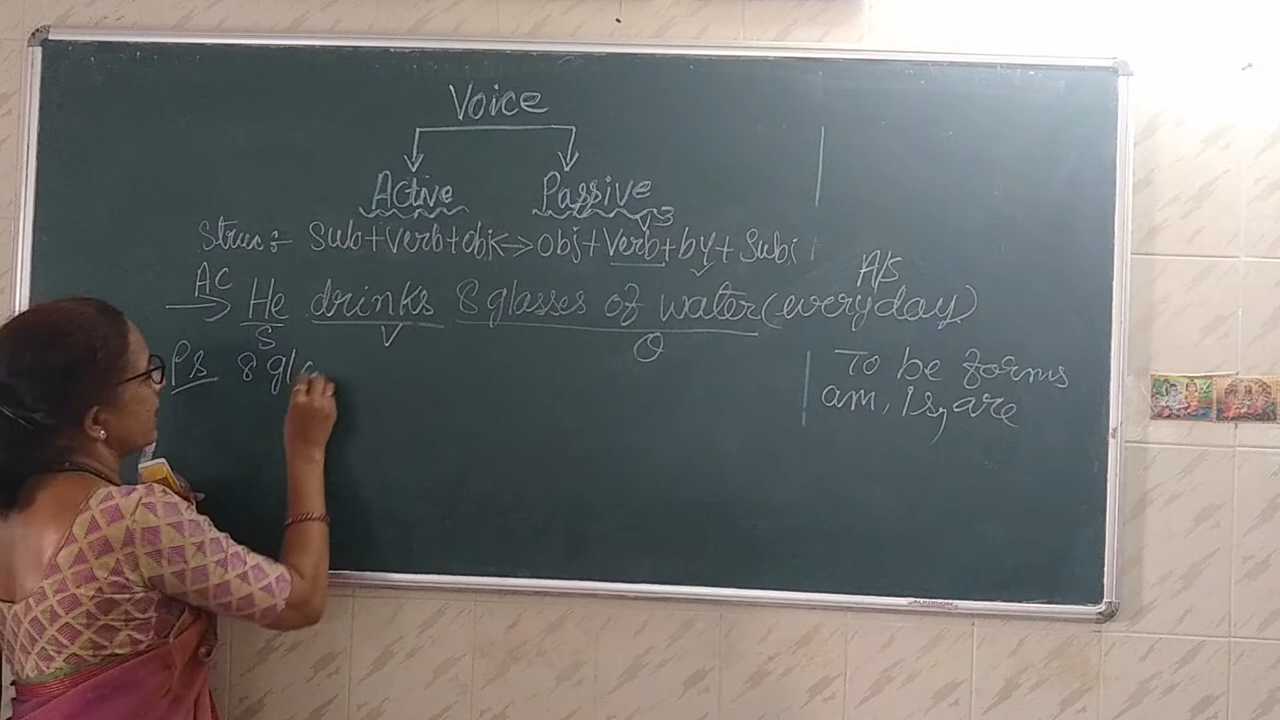 Voice
Active Passive
V3
Struc:- Sub+Verb+obj<->obj+Verb+by+Subj
AC A/S
He drinks 8 glasses of water (everyday)
S V O
Ps 8 gla
To be forms
am, is, are